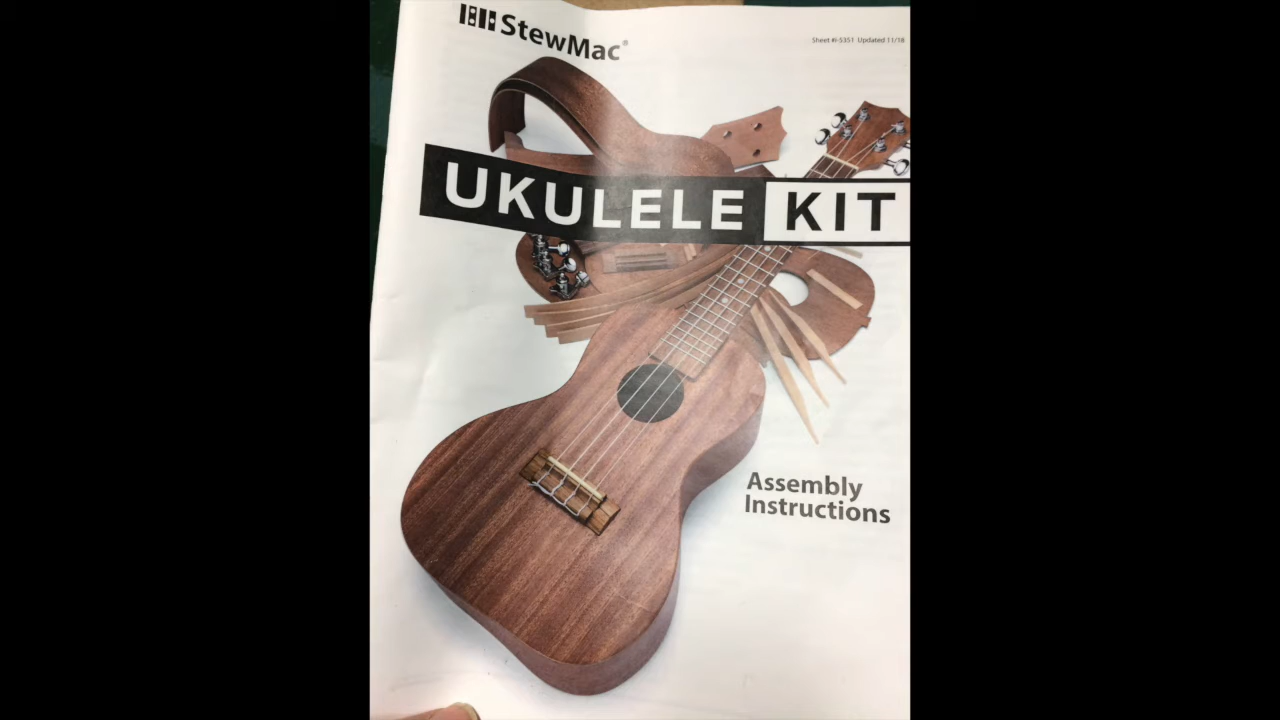 StewMac®
Sheet #i-5351 Updated 11/18
UKULELE KIT
Assembly
Instructions